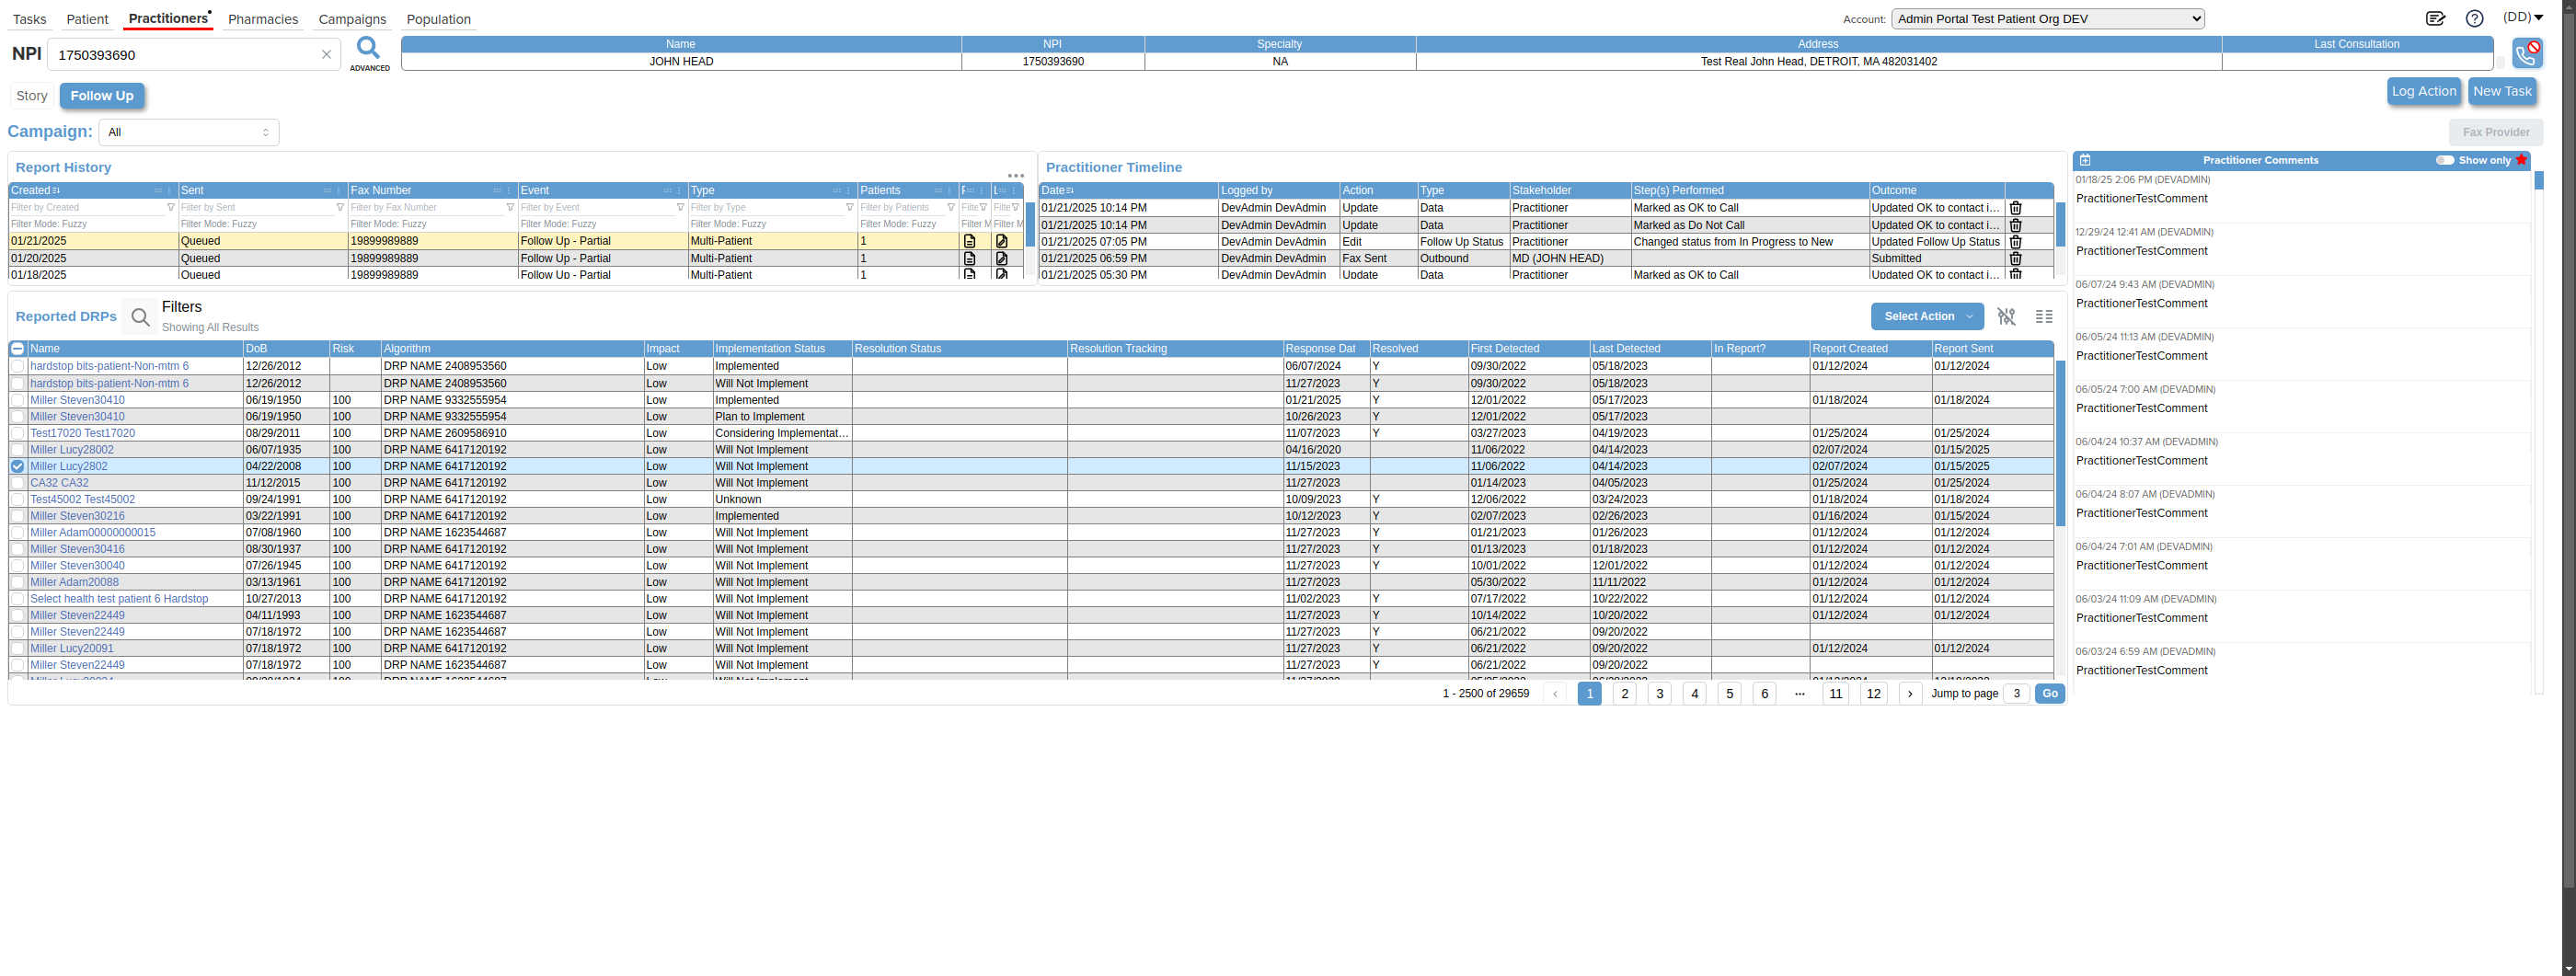 Tasks Patient Practitioners Pharmacies Campaigns Population Account: Admin Portal Test Patient Org DEV (DD)
NPI 1750393690 ADVANCED
Name NPI Specialty Address Last Consultation
JOHN HEAD 1750393690 NA Test Real John Head, DETROIT, MA 482031402
Story Follow Up Log Action New Task
Campaign: All Fax Provider
Report History
Created Sent Fax Number Event Type Patients
Filter by Created Filter by Sent Filter by Fax Number Filter by Event Filter by Type Filter by Patients Filte Filte
Filter Mode: Fuzzy Filter Mode: Fuzzy Filter Mode: Fuzzy Filter Mode: Fuzzy Filter Mode: Fuzzy Filter Mode: Fuzzy Filter M Filter M
01/21/2025 Queued 19899989889 Follow Up - Partial Multi-Patient 1
01/20/2025 Queued 19899989889 Follow Up - Partial Multi-Patient 1
01/18/2025 Queued 19899989889 Follow Up - Partial Multi-Patient 1
Practitioner Timeline
Date Logged by Action Type Stakeholder Step(s) Performed Outcome
01/21/2025 10:14 PM DevAdmin DevAdmin Update Data Practitioner Marked as OK to Call Updated OK to contact i...
01/21/2025 10:14 PM DevAdmin DevAdmin Update Data Practitioner Marked as Do Not Call Updated OK to contact i...
01/21/2025 07:05 PM DevAdmin DevAdmin Edit Follow Up Status Practitioner Changed status from In Progress to New Updated Follow Up Status
01/21/2025 06:59 PM DevAdmin DevAdmin Fax Sent Outbound MD (JOHN HEAD) Submitted
01/21/2025 05:30 PM DevAdmin DevAdmin Update Data Practitioner Marked as OK to Call Updated OK to contact i...
Practitioner Comments Show only
01/18/25 2:06 PM (DEVADMIN)
PractitionerTestComment
12/29/24 12:41 AM (DEVADMIN)
PractitionerTestComment
06/07/24 9:43 AM (DEVADMIN)
PractitionerTestComment
06/05/24 11:13 AM (DEVADMIN)
PractitionerTestComment
06/05/24 7:00 AM (DEVADMIN)
PractitionerTestComment
06/04/24 10:37 AM (DEVADMIN)
PractitionerTestComment
06/04/24 8:07 AM (DEVADMIN)
PractitionerTestComment
06/04/24 7:01 AM (DEVADMIN)
PractitionerTestComment
06/03/24 11:09 AM (DEVADMIN)
PractitionerTestComment
06/03/24 6:59 AM (DEVADMIN)
PractitionerTestComment
Reported DRPs Filters
Showing All Results
Select Action
Name DoB Risk Algorithm Impact Implementation Status Resolution Status Resolution Tracking Response Dat Resolved First Detected Last Detected In Report? Report Created Report Sent
hardstop bits-patient-Non-mtm 6 12/26/2012 DRP NAME 2408953560 Low Implemented 06/07/2024 Y 09/30/2022 05/18/2023 01/12/2024 01/12/2024
hardstop bits-patient-Non-mtm 6 12/26/2012 DRP NAME 2408953560 Low Will Not Implement 11/27/2023 Y 09/30/2022 05/18/2023
Miller Steven30410 06/19/1950 100 DRP NAME 9332555954 Low Implemented 01/21/2025 Y 12/01/2022 05/17/2023 01/18/2024 01/18/2024
Miller Steven30410 06/19/1950 100 DRP NAME 9332555954 Low Plan to Implement 10/26/2023 Y 12/01/2022 05/17/2023
Test17020 Test17020 08/29/2011 100 DRP NAME 2609586910 Low Considering Implementat... 11/07/2023 Y 03/27/2023 04/19/2023 01/25/2024 01/25/2024
Miller Lucy28002 06/07/1935 100 DRP NAME 6417120192 Low Will Not Implement 04/16/2020 11/06/2022 04/14/2023 02/07/2024 01/15/2025
Miller Lucy2802 04/22/2008 100 DRP NAME 6417120192 Low Will Not Implement 11/15/2023 11/06/2022 04/14/2023 02/07/2024 01/15/2025
CA32 CA32 11/12/2015 100 DRP NAME 6417120192 Low Will Not Implement 11/27/2023 01/14/2023 04/05/2023 01/25/2024 01/25/2024
Test45002 Test45002 09/24/1991 100 DRP NAME 6417120192 Low Unknown 10/09/2023 Y 12/06/2022 03/24/2023 01/18/2024 01/18/2024
Miller Steven30216 03/22/1991 100 DRP NAME 6417120192 Low Implemented 10/12/2023 Y 02/07/2023 02/26/2023 01/16/2024 01/15/2024
Miller Adam00000000015 07/08/1960 100 DRP NAME 1623544687 Low Will Not Implement 11/27/2023 Y 01/21/2023 01/26/2023 01/12/2024 01/12/2024
Miller Steven30416 08/30/1937 100 DRP NAME 6417120192 Low Will Not Implement 11/27/2023 Y 01/13/2023 01/18/2023 01/12/2024 01/12/2024
Miller Steven30040 07/26/1945 100 DRP NAME 6417120192 Low Will Not Implement 11/27/2023 Y 10/01/2022 12/01/2022 01/12/2024 01/12/2024
Miller Adam20088 03/13/1961 100 DRP NAME 6417120192 Low Will Not Implement 11/27/2023 05/30/2022 11/11/2022 01/12/2024 01/12/2024
Select health test patient 6 Hardstop 10/27/2013 100 DRP NAME 6417120192 Low Will Not Implement 11/02/2023 Y 07/17/2022 10/22/2022 01/12/2024 01/12/2024
Miller Steven22449 04/11/1993 100 DRP NAME 1623544687 Low Will Not Implement 11/27/2023 Y 10/14/2022 10/20/2022 01/12/2024 01/12/2024
Miller Steven22449 07/18/1972 100 DRP NAME 1623544687 Low Will Not Implement 11/27/2023 Y 06/21/2022 09/20/2022
Miller Lucy20091 07/18/1972 100 DRP NAME 6417120192 Low Will Not Implement 11/27/2023 Y 06/21/2022 09/20/2022 01/12/2024 01/12/2024
Miller Steven22449 07/18/1972 100 DRP NAME 1623544687 Low Will Not Implement 11/27/2023 Y 06/21/2022 09/20/2022
1 - 2500 of 29659 1 2 3 4 5 6 ··· 11 12 Jump to page 3 Go